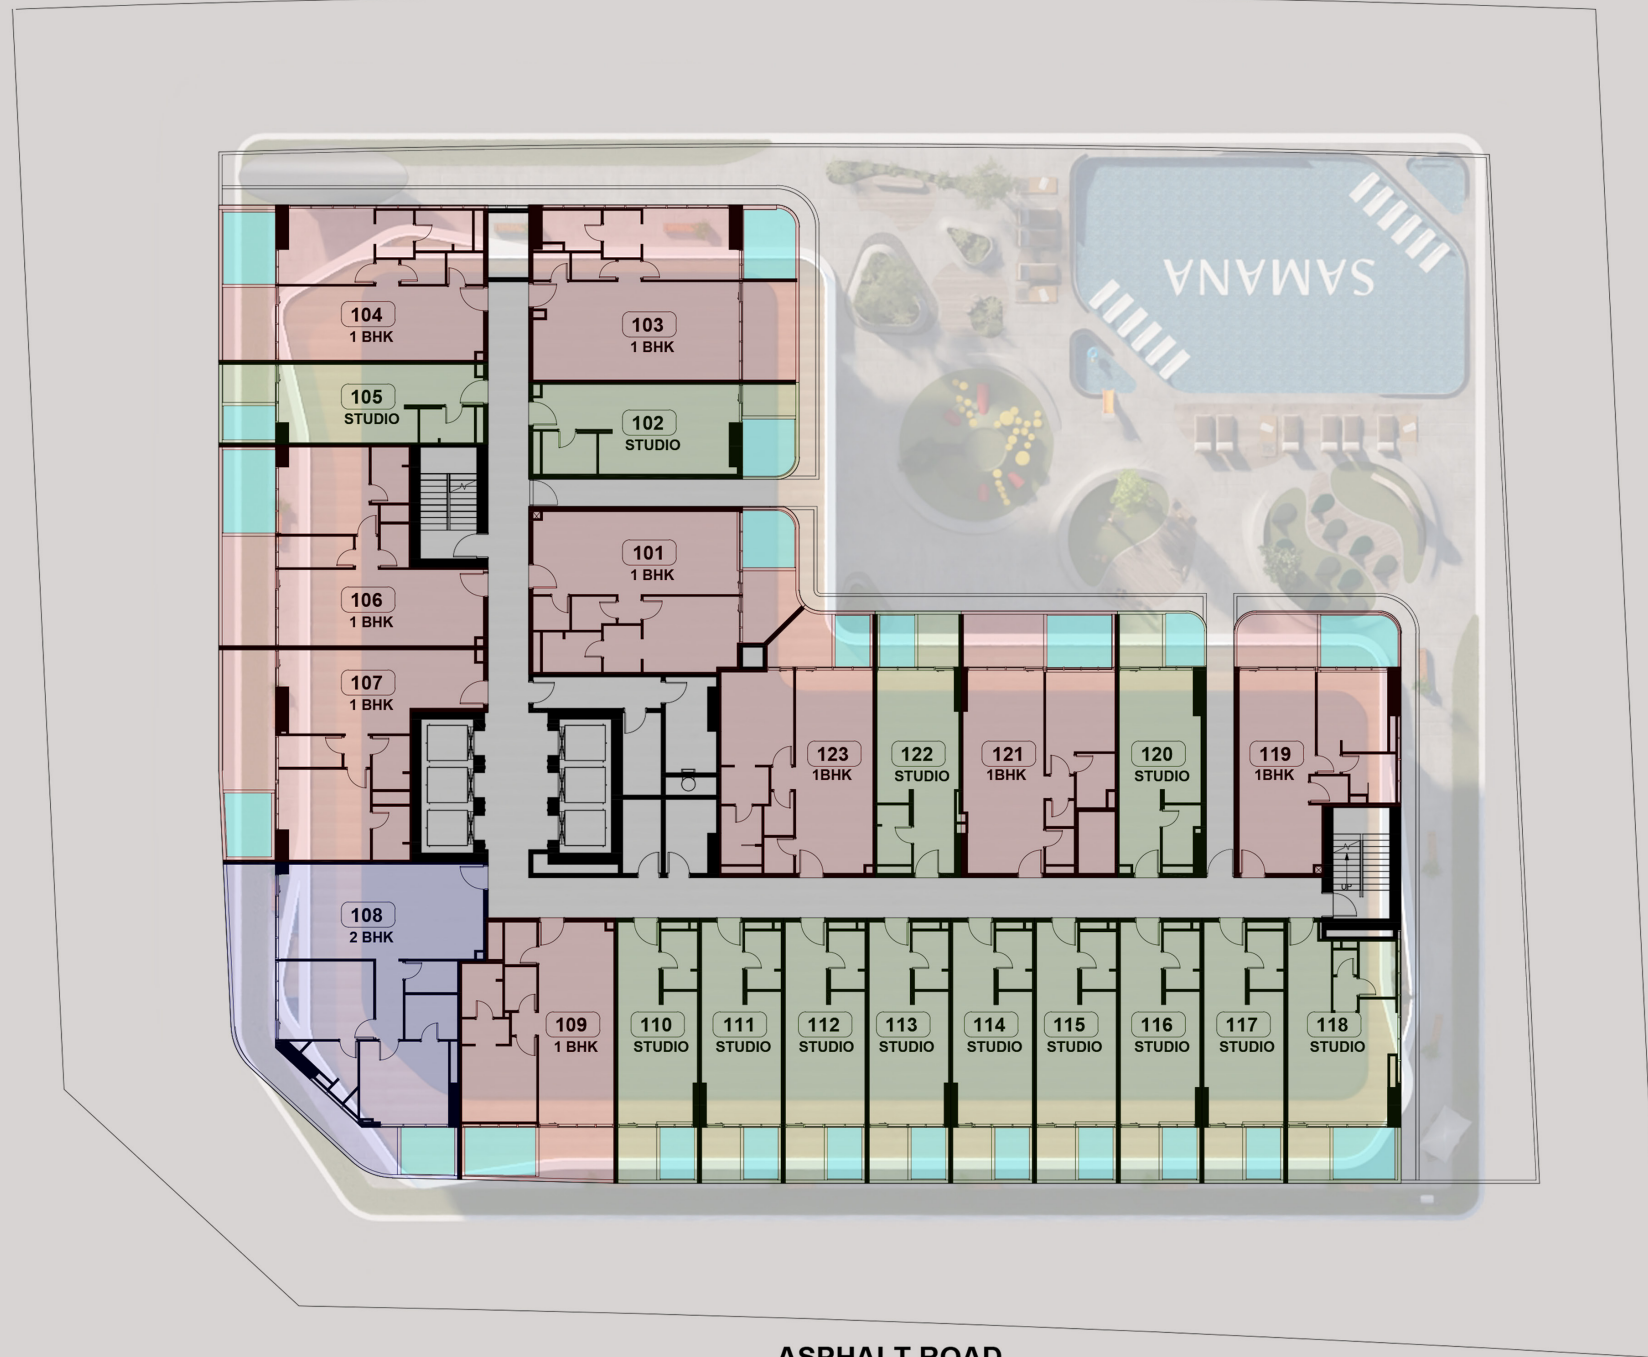 SAMANA
104
1 BHK
103
1 BHK
105
STUDIO
102
STUDIO
101
1 BHK
106
1 BHK
107
1 BHK
123
1BHK
122
STUDIO
121
1BHK
120
STUDIO
119
1BHK
108
2 BHK
109
1 BHK
110
STUDIO
111
STUDIO
112
STUDIO
113
STUDIO
114
STUDIO
115
STUDIO
116
STUDIO
117
STUDIO
118
STUDIO
ASPHALT ROAD